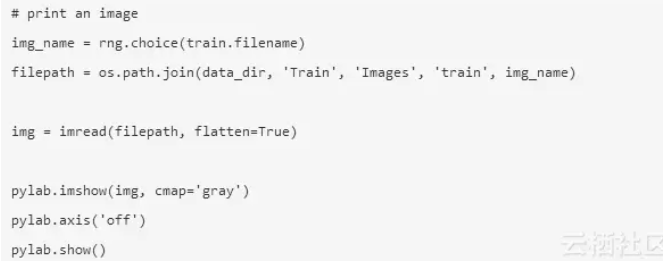 # print an image
img_name = rng.choice(train.filename)
filepath = os.path.join(data_dir, 'Train', 'Images', 'train', img_name)
img = imread(filepath, flatten=True)
pylab.imshow(img, cmap='gray')
pylab.axis('off')
pylab.show()
云栖社区